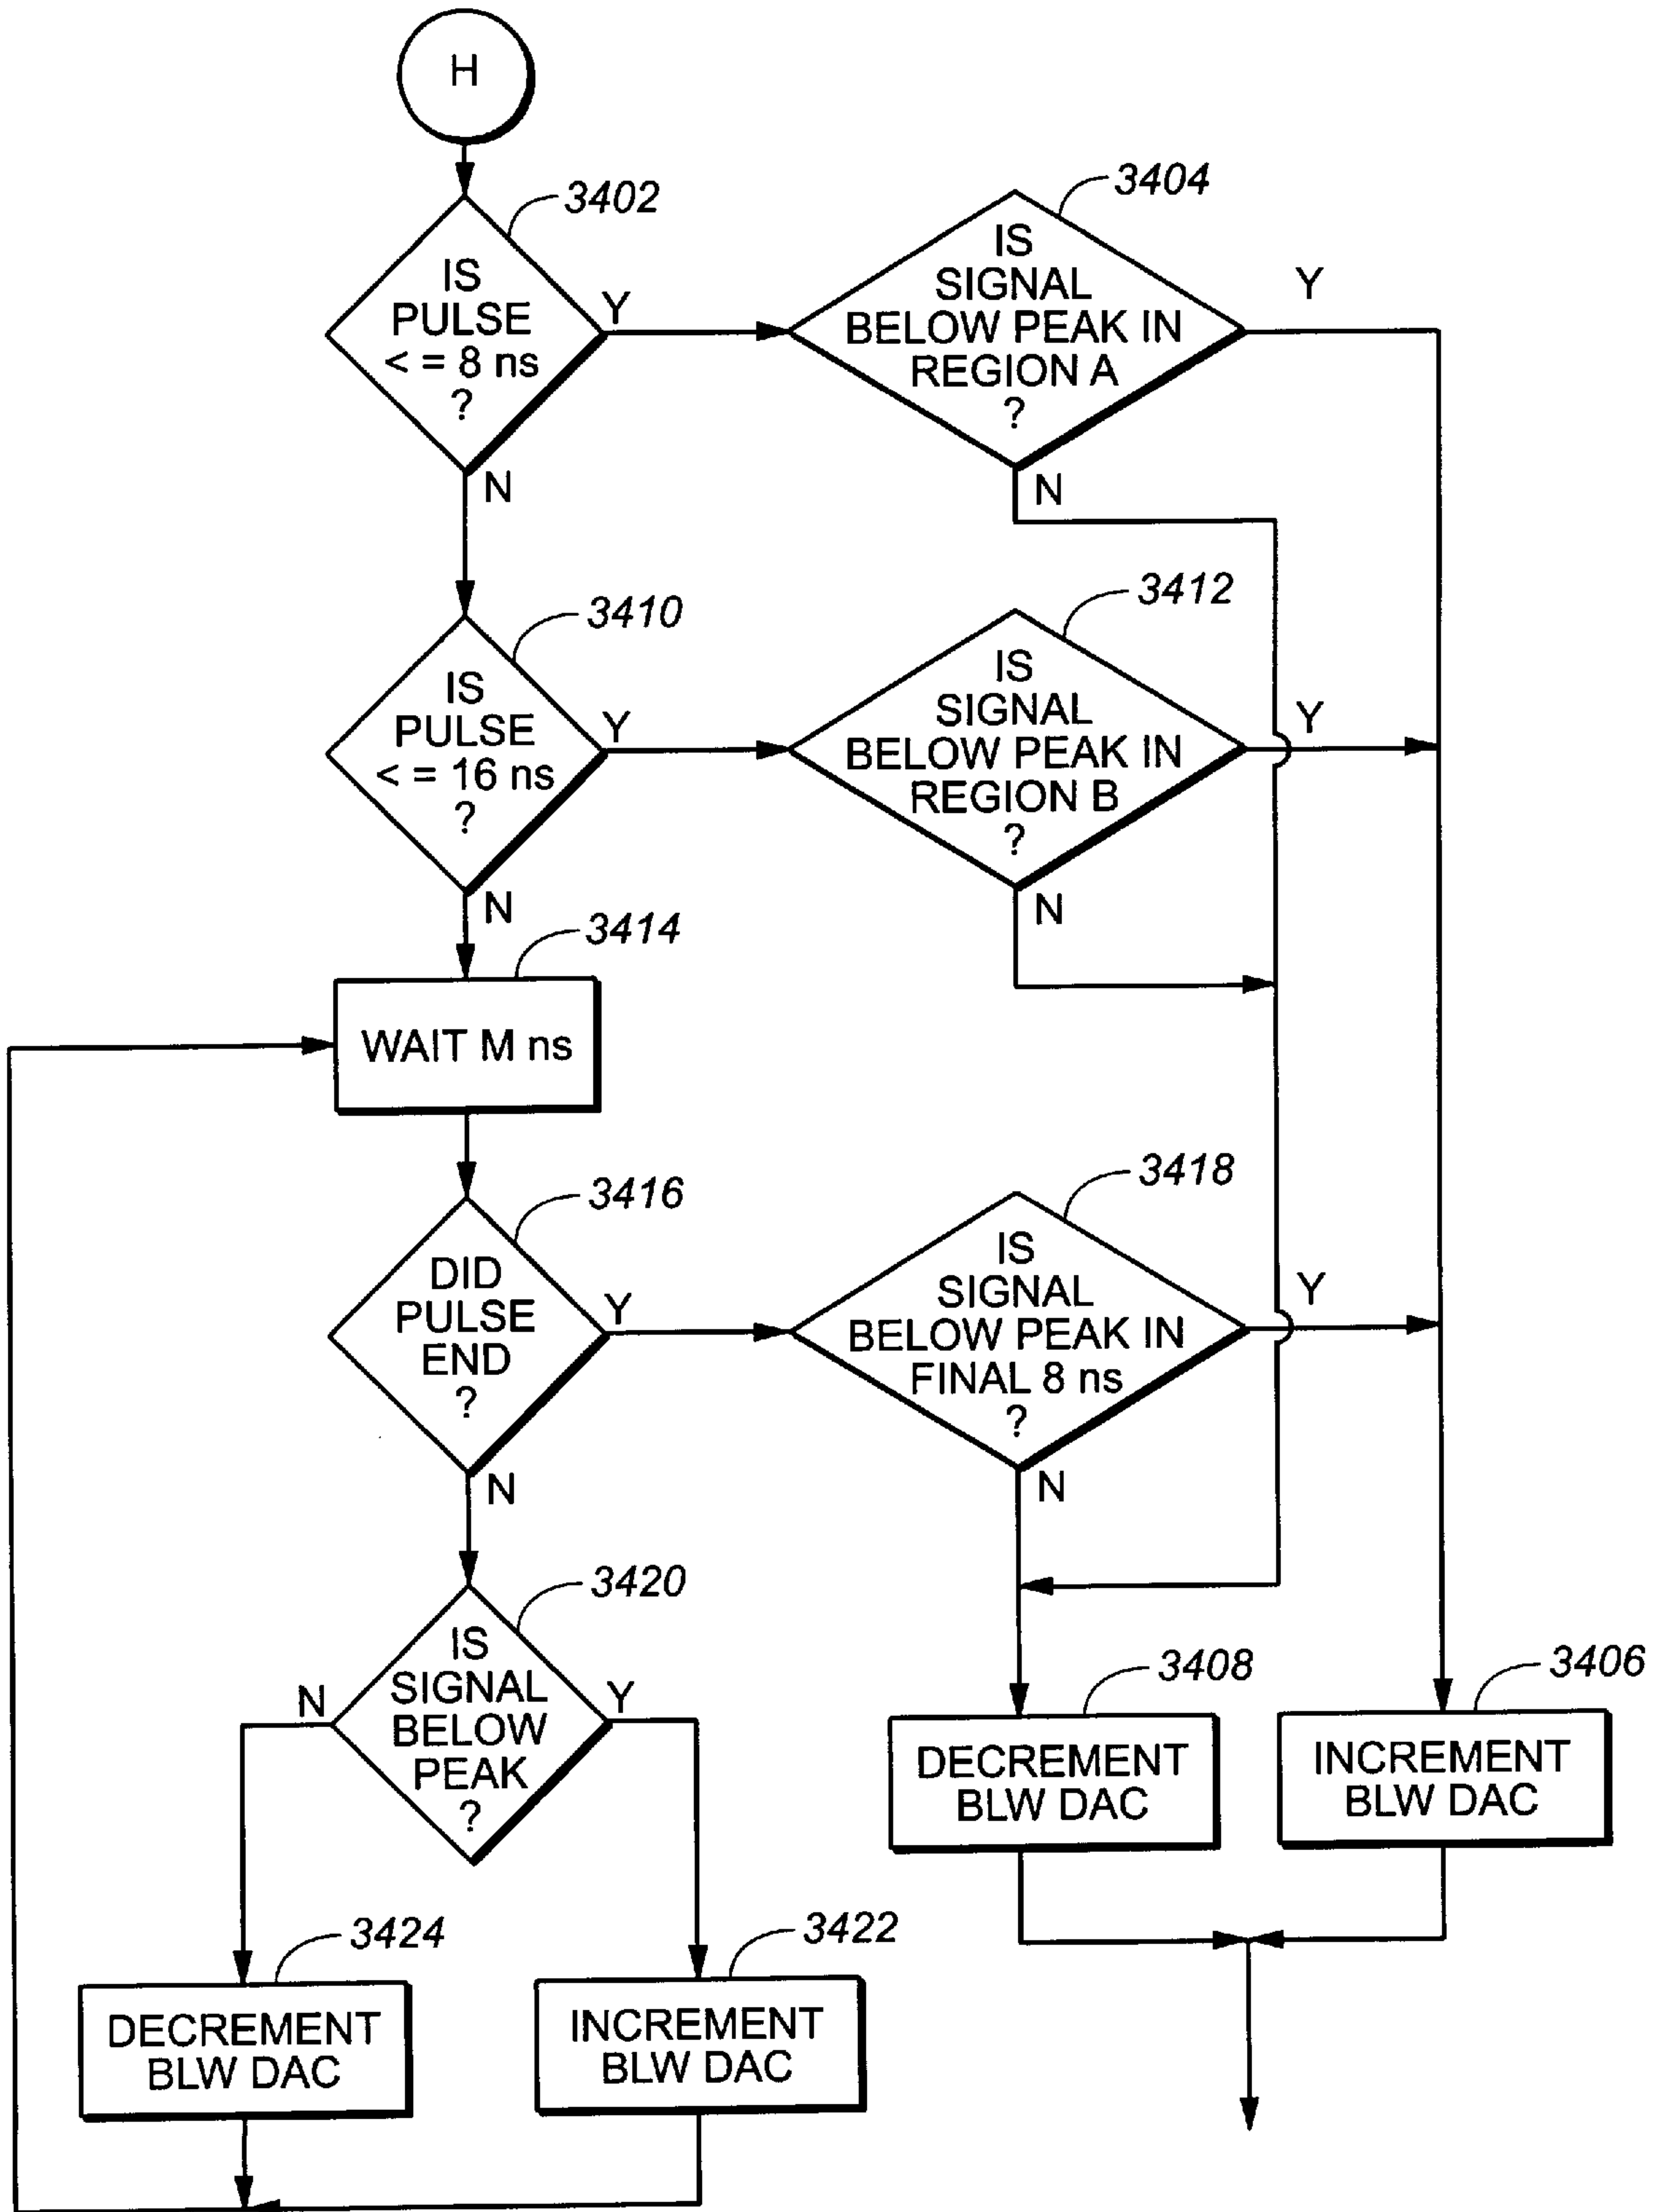 H
3402
IS
PULSE
< = 8 ns
?
Y
N
3404
IS
SIGNAL
BELOW PEAK IN
REGION A
?
Y
N
3410
IS
PULSE
< = 16 ns
?
Y
N
3412
IS
SIGNAL
BELOW PEAK IN
REGION B
?
Y
N
3414
WAIT M ns
3416
DID
PULSE
END
?
Y
N
3418
IS
SIGNAL
BELOW PEAK IN
FINAL 8 ns
?
Y
N
3420
IS
SIGNAL
BELOW
PEAK
?
N
Y
3408
DECREMENT
BLW DAC
3406
INCREMENT
BLW DAC
3424
DECREMENT
BLW DAC
3422
INCREMENT
BLW DAC